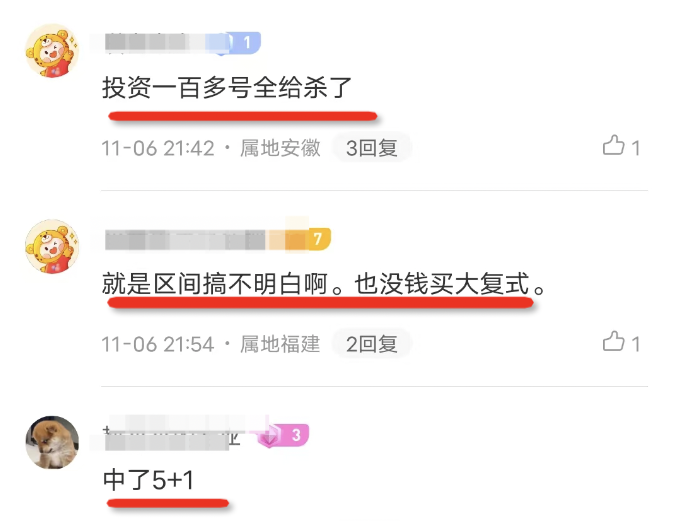 1
投资一百多号全给杀了
11-06 21:42 · 属地安徽 3回复 1
7
就是区间搞不明白啊。也没钱买大复式。
11-06 21:54 · 属地福建 2回复 1
3
中了5+1